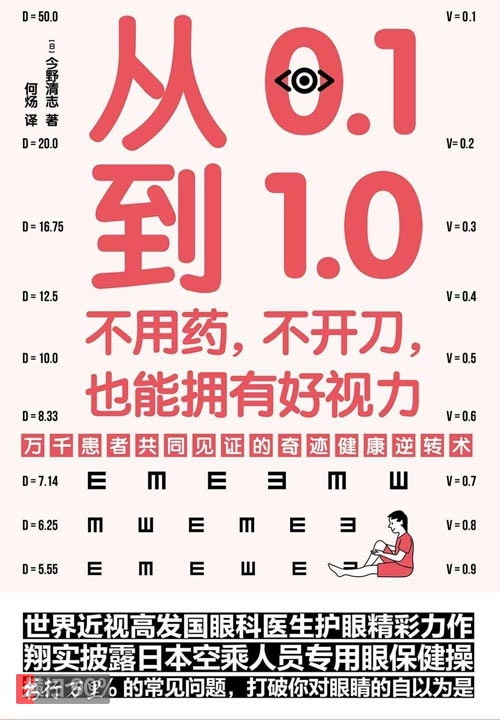 D= 50.0
V= 0.1
【日】今野清志 著
何炀 译
从 0.1
D= 20.0
V= 0.2
到 1.0
D= 16.75
V= 0.3
D= 12.5
V= 0.4
不用药，不开刀，
D= 10.0
V= 0.5
也能拥有好视力
D= 8.33
V= 0.6
万千患者共同见证的奇迹健康逆转术
D= 7.14
E M E Ǝ M Ш
V= 0.7
D= 6.25
M Ш E M E Ǝ
V= 0.8
D= 5.55
E M E Ш E Ǝ
V= 0.9
世界近视高发国眼科医生护眼精彩力作
翔实披露日本空乘人员专用眼保健操
的常见问题，打破你对眼睛的自以为是
梦行万里